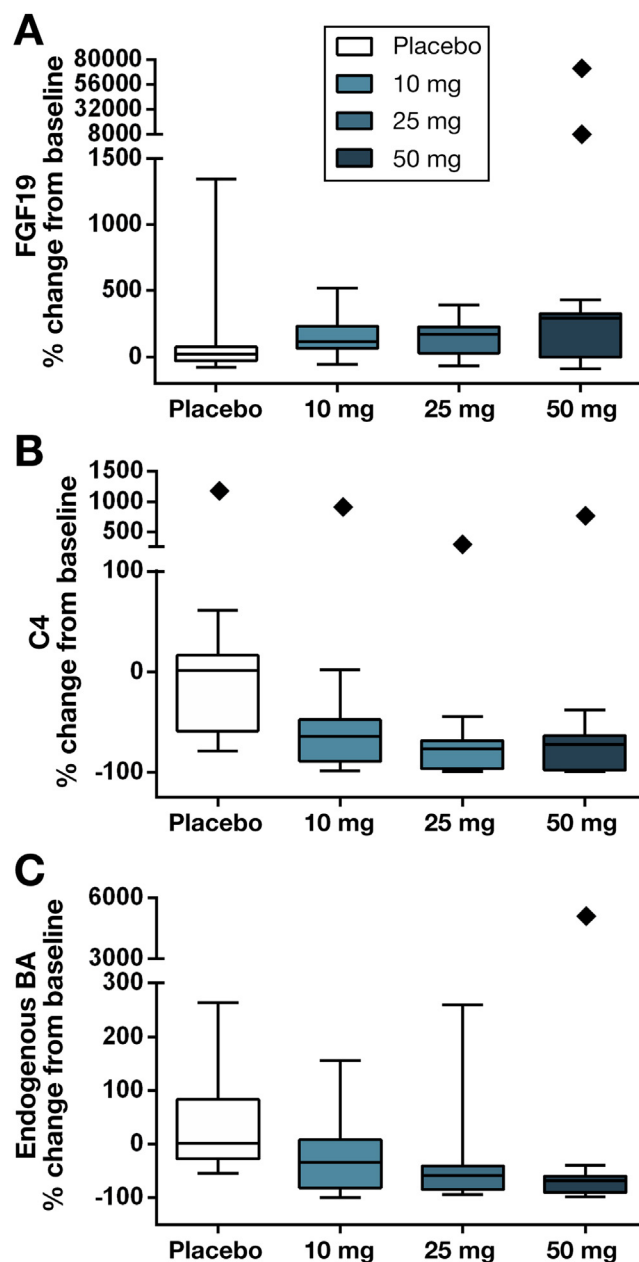 A
80000
56000
32000
8000
1500
1000
500
0
FGF19
% change from baseline
Placebo
10 mg
25 mg
50 mg
Placebo
10 mg
25 mg
50 mg
B
1500
1000
500
100
0
-100
C4
% change from baseline
Placebo
10 mg
25 mg
50 mg
C
6000
3000
300
200
100
0
-100
Endogenous BA
% change from baseline
Placebo
10 mg
25 mg
50 mg